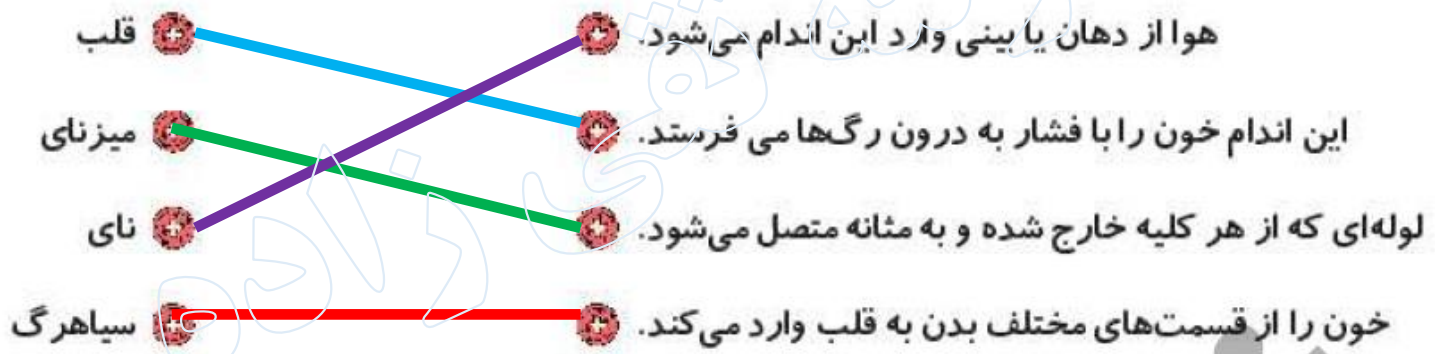 هوا از دهان یا بینی وارد این اندام می‌شود.
قلب
این اندام خون را با فشار به درون رگ‌ها می فرستد.
میزنای
لوله‌ای که از هر کلیه خارج شده و به مثانه متصل می‌شود.
نای
خون را از قسمت‌های مختلف بدن به قلب وارد می‌کند.
سیاهرگ